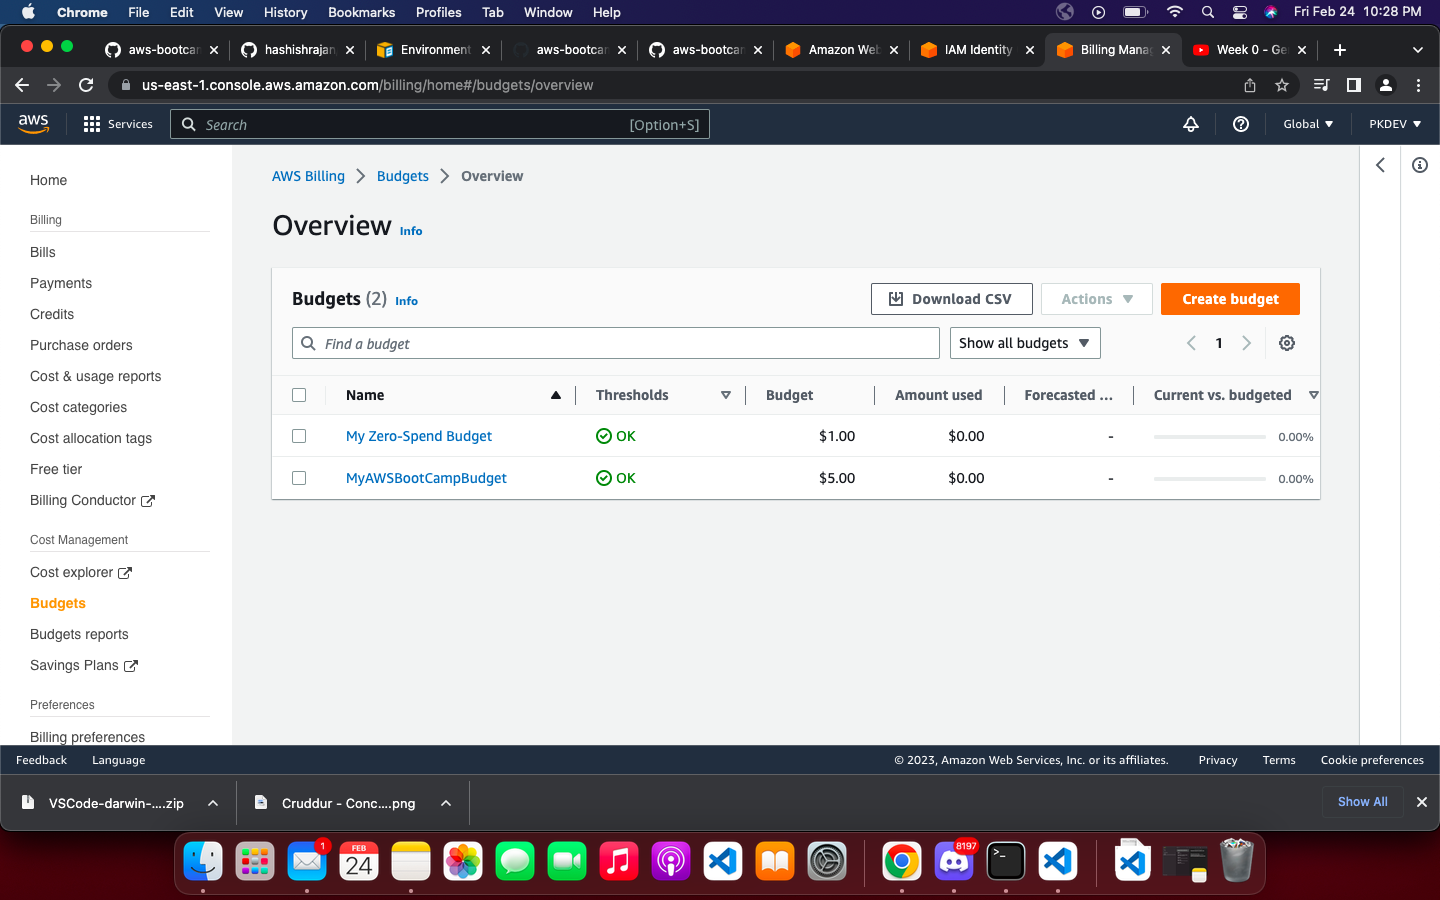 Chrome File Edit View History Bookmarks Profiles Tab Window Help Fri Feb 24 10:28 PM
aws-bootcar hashishrajan Environment aws-bootcar aws-bootcar Amazon Web IAM Identity Billing Mana Week 0 - Ge
us-east-1.console.aws.amazon.com/billing/home#/budgets/overview
aws Services Search [Option+S] Global PKDEV
Home
Billing
Bills
Payments
Credits
Purchase orders
Cost & usage reports
Cost categories
Cost allocation tags
Free tier
Billing Conductor
Cost Management
Cost explorer
Budgets
Budgets reports
Savings Plans
Preferences
Billing preferences
AWS Billing Budgets Overview
Overview Info
Budgets (2) Info Download CSV Actions Create budget
Find a budget Show all budgets 1
Name Thresholds Budget Amount used Forecasted ... Current vs. budgeted
My Zero-Spend Budget OK $1.00 $0.00 - 0.00%
MyAWSBootCampBudget OK $5.00 $0.00 - 0.00%
Feedback Language © 2023, Amazon Web Services, Inc. or its affiliates. Privacy Terms Cookie preferences
VSCode-darwin-....zip Cruddur - Conc....png Show All
1 FEB 24 8197 >_